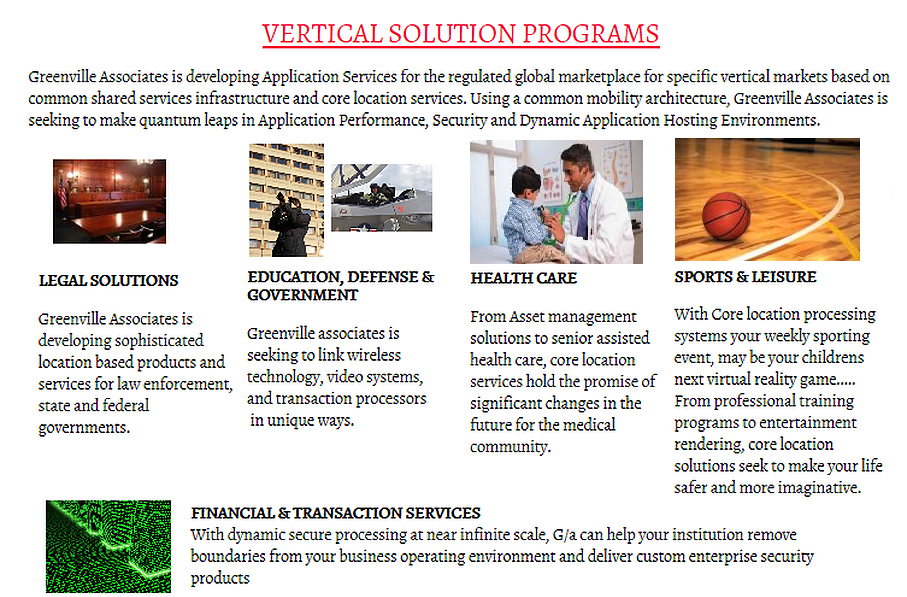 VERTICAL SOLUTION PROGRAMS
Greenville Associates is developing Application Services for the regulated global marketplace for specific vertical markets based on
common shared services infrastructure and core location services. Using a common mobility architecture, Greenville Associates is
seeking to make quantum leaps in Application Performance, Security and Dynamic Application Hosting Environments.
LEGAL SOLUTIONS
Greenville Associates is
developing sophisticated
location based products and
services for law enforcement,
state and federal
governments.
EDUCATION, DEFENSE &
GOVERNMENT
Greenville associates is
seeking to link wireless
technology, video systems,
and transaction processors
in unique ways.
HEALTH CARE
From Asset management
solutions to senior assisted
health care, core location
services hold the promise of
significant changes in the
future for the medical
community.
SPORTS & LEISURE
With Core location processing
systems your weekly sporting
event, may be your childrens
next virtual reality game.....
From professional training
programs to entertainment
rendering, core location
solutions seek to make your life
safer and more imaginative.
FINANCIAL & TRANSACTION SERVICES
With dynamic secure processing at near infinite scale, G/a can help your institution remove
boundaries from your business operating environment and deliver custom enterprise security
products